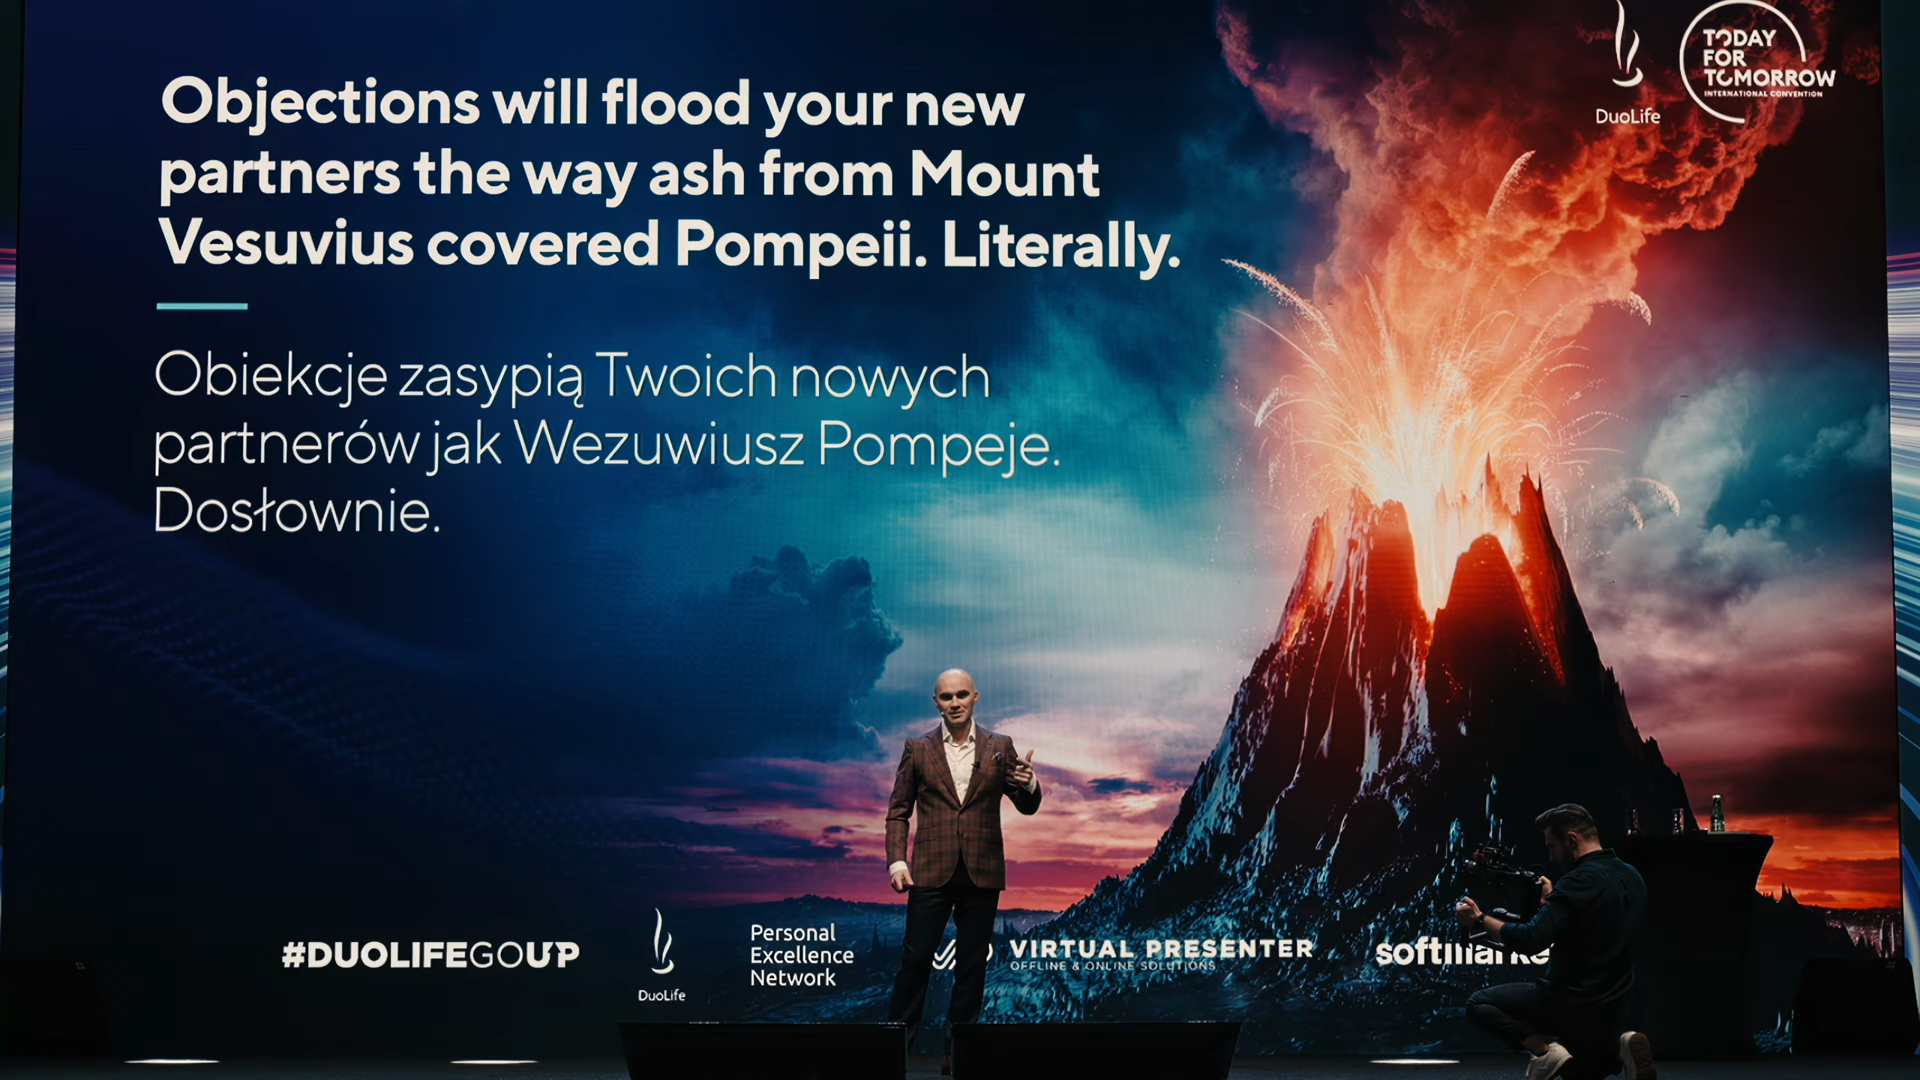 Objections will flood your new
partners the way ash from Mount
Vesuvius covered Pompeii. Literally.
Obiekcje zasypią Twoich nowych
partnerów jak Wezuwiusz Pompeje.
Dosłownie.
DuoLife
TODAY
FOR
TOMORROW
INTERNATIONAL CONVENTION
#DUOLIFEGOUP
DuoLife
Personal
Excellence
Network
VIRTUAL PRESENTER
OFFLINE & ONLINE SOLUTIONS